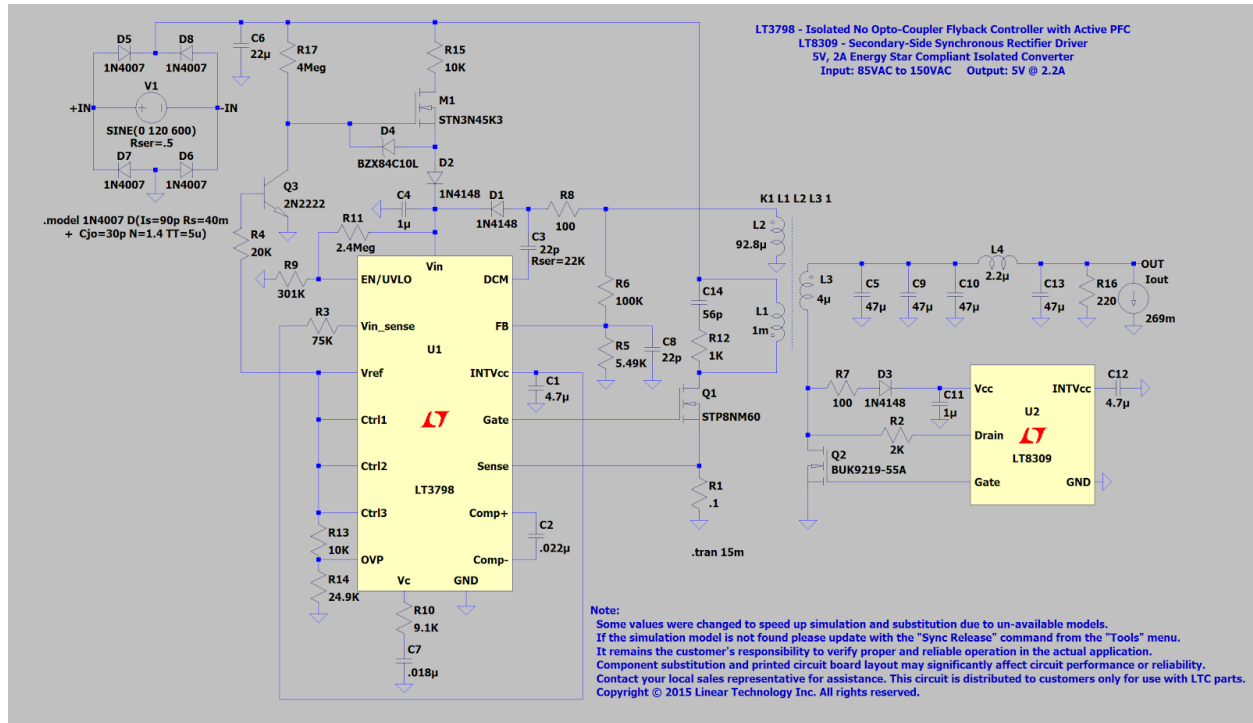 LT3798 - Isolated No Opto-Coupler Flyback Controller with Active PFC
LT8309 - Secondary-Side Synchronous Rectifier Driver
5V, 2A Energy Star Compliant Isolated Converter
Input: 85VAC to 150VAC Output: 5V @ 2.2A
D5
1N4007
D8
1N4007
V1
+IN
-IN
SINE(0 120 600)
Rser=.5
D7
1N4007
D6
1N4007
.model 1N4007 D(Is=90p Rs=40m
+ Cjo=30p N=1.4 TT=5u)
C6
22µ
R17
4Meg
R15
10K
M1
STN3N45K3
D4
BZX84C10L
D2
1N4148
Q3
2N2222
R4
20K
C4
1µ
R11
2.4Meg
D1
1N4148
R8
100
C3
22p
Rser=22K
R9
301K
R3
75K
R6
100K
R5
5.49K
C8
22p
C1
4.7µ
K1 L1 L2 L3 1
L2
92.8µ
L3
4µ
L1
1m
C14
56p
R12
1K
Q1
STP8NM60
R1
.1
C2
.022µ
R13
10K
R14
24.9K
R10
9.1K
C7
.018µ
Vin
EN/UVLO
DCM
Vin_sense
FB
U1
Vref
INTVcc
Ctrl1
Gate
Ctrl2
Sense
LT3798
Ctrl3
Comp+
OVP
Comp-
Vc
GND
.tran 15m
C5
47µ
C9
47µ
C10
47µ
L4
2.2µ
C13
47µ
R16
220
OUT
Iout
269m
R7
100
D3
1N4148
C11
1µ
R2
2K
Q2
BUK9219-55A
C12
4.7µ
Vcc
INTVcc
U2
Drain
LT8309
Gate
GND
Note:
Some values were changed to speed up simulation and substitution due to un-available models.
If the simulation model is not found please update with the "Sync Release" command from the "Tools" menu.
It remains the customer's responsibility to verify proper and reliable operation in the actual application.
Component substitution and printed circuit board layout may significantly affect circuit performance or reliability.
Contact your local sales representative for assistance. This circuit is distributed to customers only for use with LTC parts.
Copyright © 2015 Linear Technology Inc. All rights reserved.